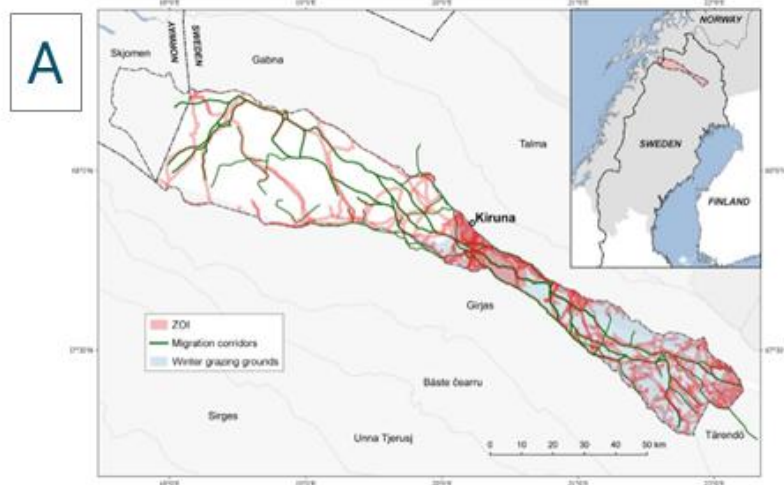 A
Skjomen
NORWAY
SWEDEN
Gabna
Talma
Kiruna
Girjas
ZOI
Migration corridors
Winter grazing grounds
Báste čearru
Sirges
Unna Tjerusj
Tärendö
0 10 20 30 40 50 km
NORWAY
SWEDEN
FINLAND